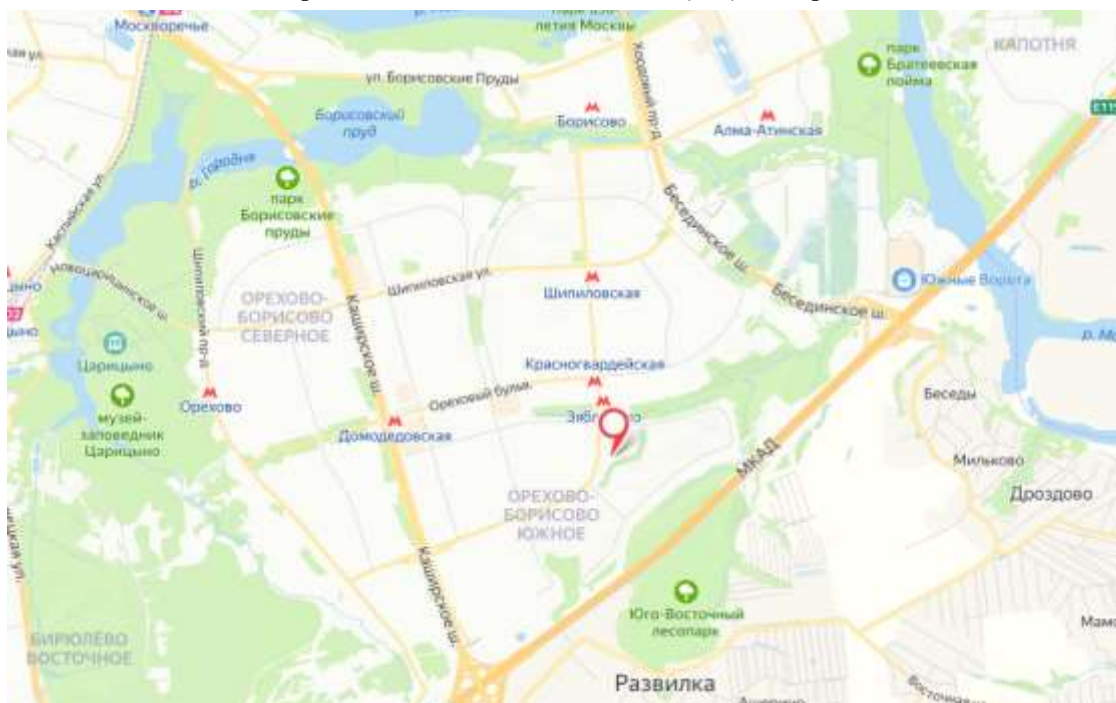 Москворечье
летия Москвы
ул. Борисовские Пруды
Хордовый пр-д
парк
Братеевская
пойма
КАПОТНЯ
Борисовский
пруд
Борисово
Алма-Атинская
р. Городня
парк
Борисовские
пруды
Каспийская ул.
Новоцарицынское ш.
Шипиловский пр-д
Шипиловская ул.
Шипиловская
Бесединское ш.
Бесединское ш.
Южные Ворота
ОРЕХОВО-
БОРИСОВО
СЕВЕРНОЕ
Каширское ш.
Царицыно
Красногвардейская
Ореховый бульв.
Орехово
Домодедовская
музей-
заповедник
Царицыно
Беседы
Мильково
Дроздово
МКАД
ОРЕХОВО-
БОРИСОВО
ЮЖНОЕ
Каширское ш.
Юго-Восточный
лесопарк
БИРЮЛЁВО
ВОСТОЧНОЕ
Развилка